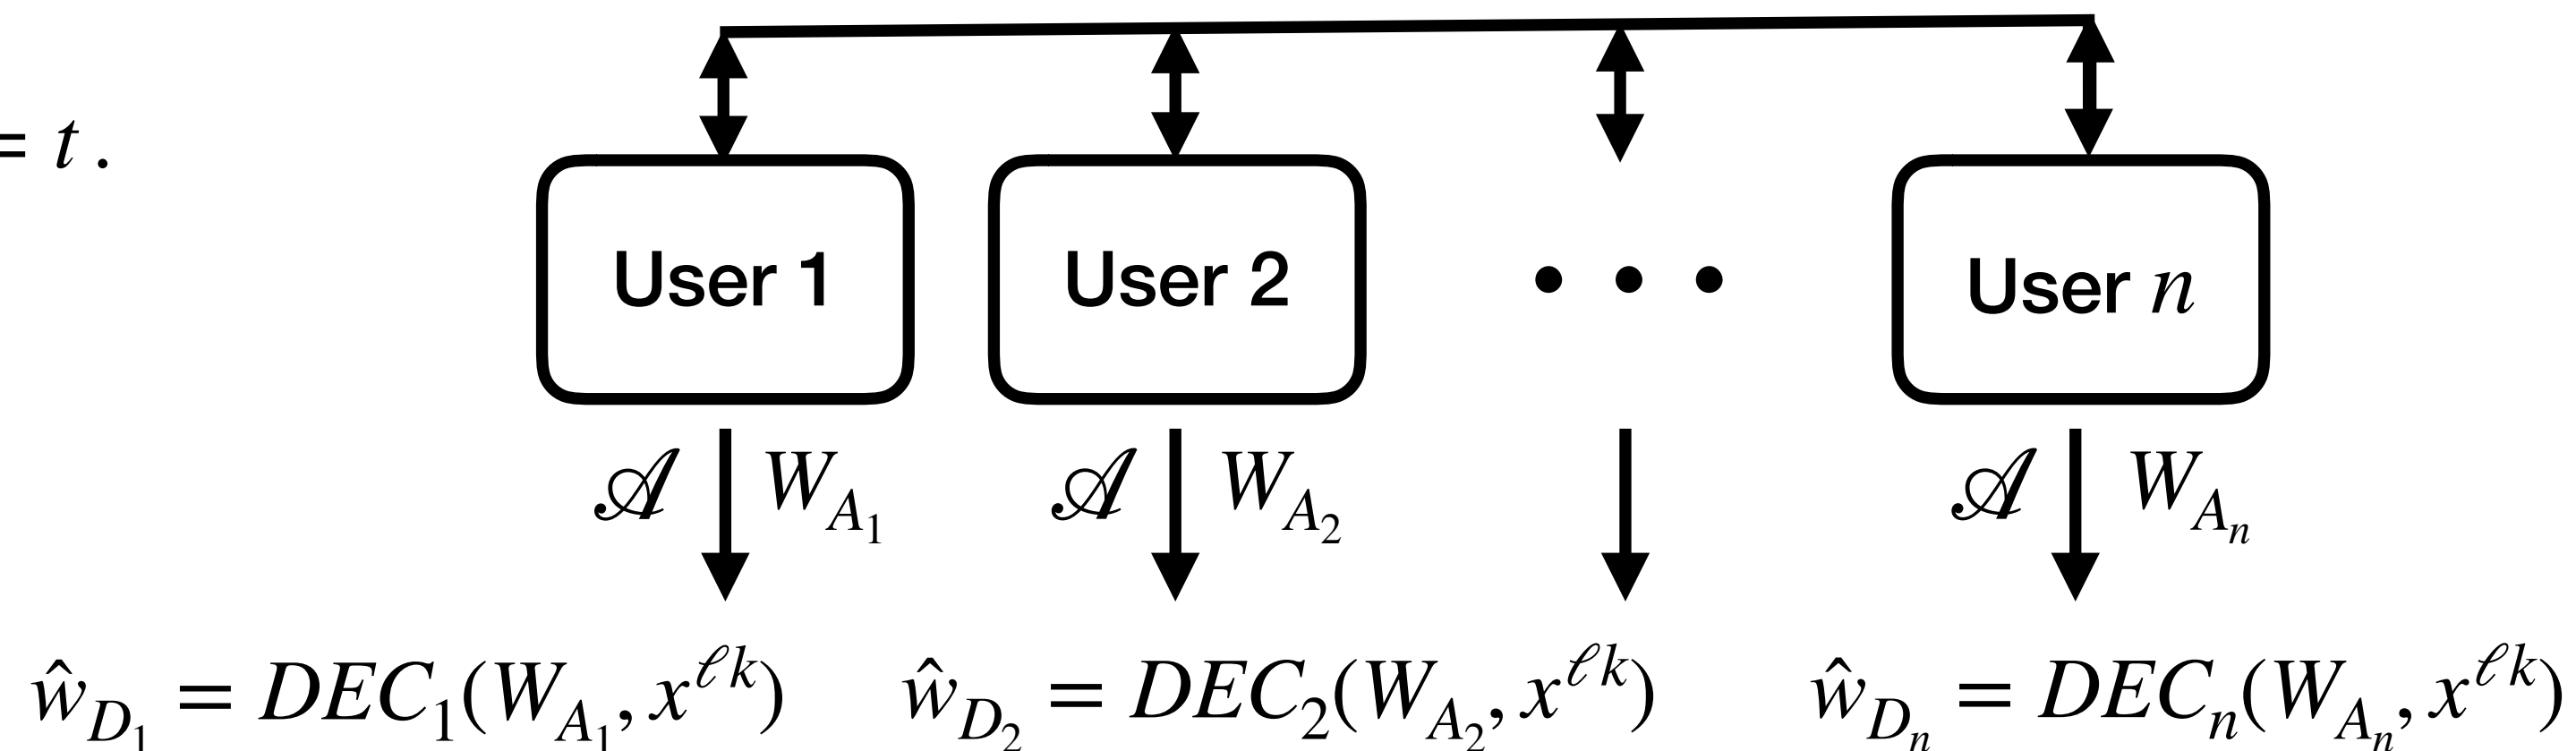 = t .
User 1 User 2 • • • User n
𝒜 W_{A_1} 𝒜 W_{A_2} 𝒜 W_{A_n}
ŵ_{D_1} = DEC_1(W_{A_1}, x^{ℓk}) ŵ_{D_2} = DEC_2(W_{A_2}, x^{ℓk}) ŵ_{D_n} = DEC_n(W_{A_n}, x^{ℓk})